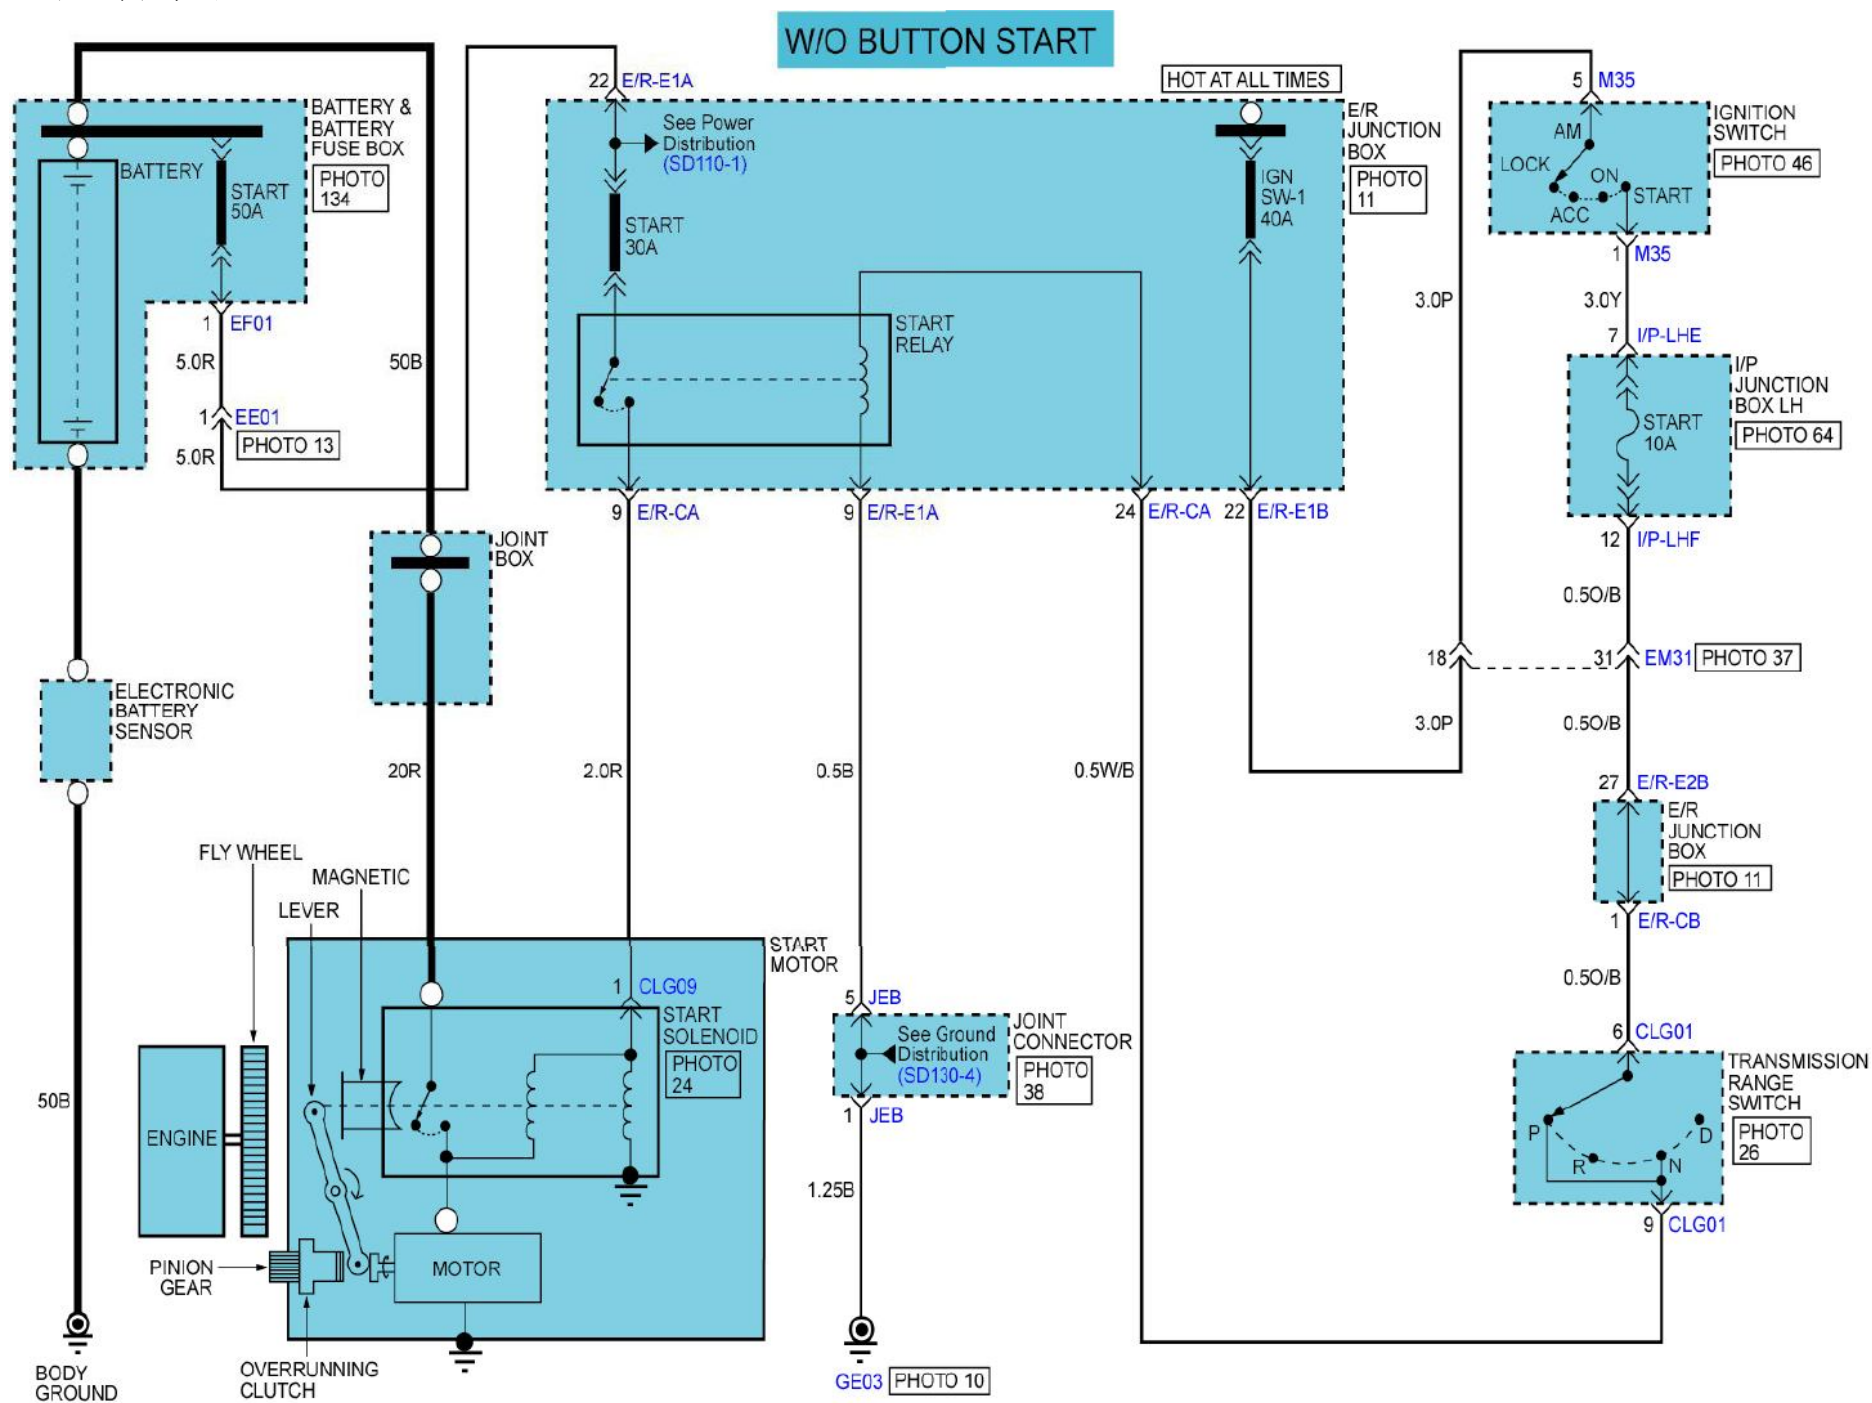 W/O BUTTON START
22 E/R-E1A
HOT AT ALL TIMES
5 M35
BATTERY &
BATTERY
FUSE BOX
PHOTO
134
BATTERY
START
50A
1 EF01
5.0R
1 EE01
PHOTO 13
5.0R
50B
See Power
Distribution
(SD110-1)
START
30A
START
RELAY
IGN
SW-1
40A
E/R
JUNCTION
BOX
PHOTO
11
9 E/R-CA
9 E/R-E1A
24 E/R-CA
22 E/R-E1B
AM
LOCK
ON
START
ACC
IGNITION
SWITCH
PHOTO 46
1 M35
3.0P
3.0Y
7 I/P-LHE
START
10A
I/P
JUNCTION
BOX LH
PHOTO 64
12 I/P-LHF
0.5O/B
18
31 EM31
PHOTO 37
3.0P
0.5O/B
JOINT
BOX
ELECTRONIC
BATTERY
SENSOR
20R
2.0R
0.5B
0.5W/B
27 E/R-E2B
E/R
JUNCTION
BOX
PHOTO 11
1 E/R-CB
0.5O/B
6 CLG01
P
R
N
D
TRANSMISSION
RANGE
SWITCH
PHOTO
26
9 CLG01
FLY WHEEL
MAGNETIC
LEVER
START
MOTOR
1 CLG09
START
SOLENOID
PHOTO
24
ENGINE
MOTOR
PINION
GEAR
OVERRUNNING
CLUTCH
50B
BODY
GROUND
5 JEB
See Ground
Distribution
(SD130-4)
JOINT
CONNECTOR
PHOTO
38
1 JEB
1.25B
GE03
PHOTO 10